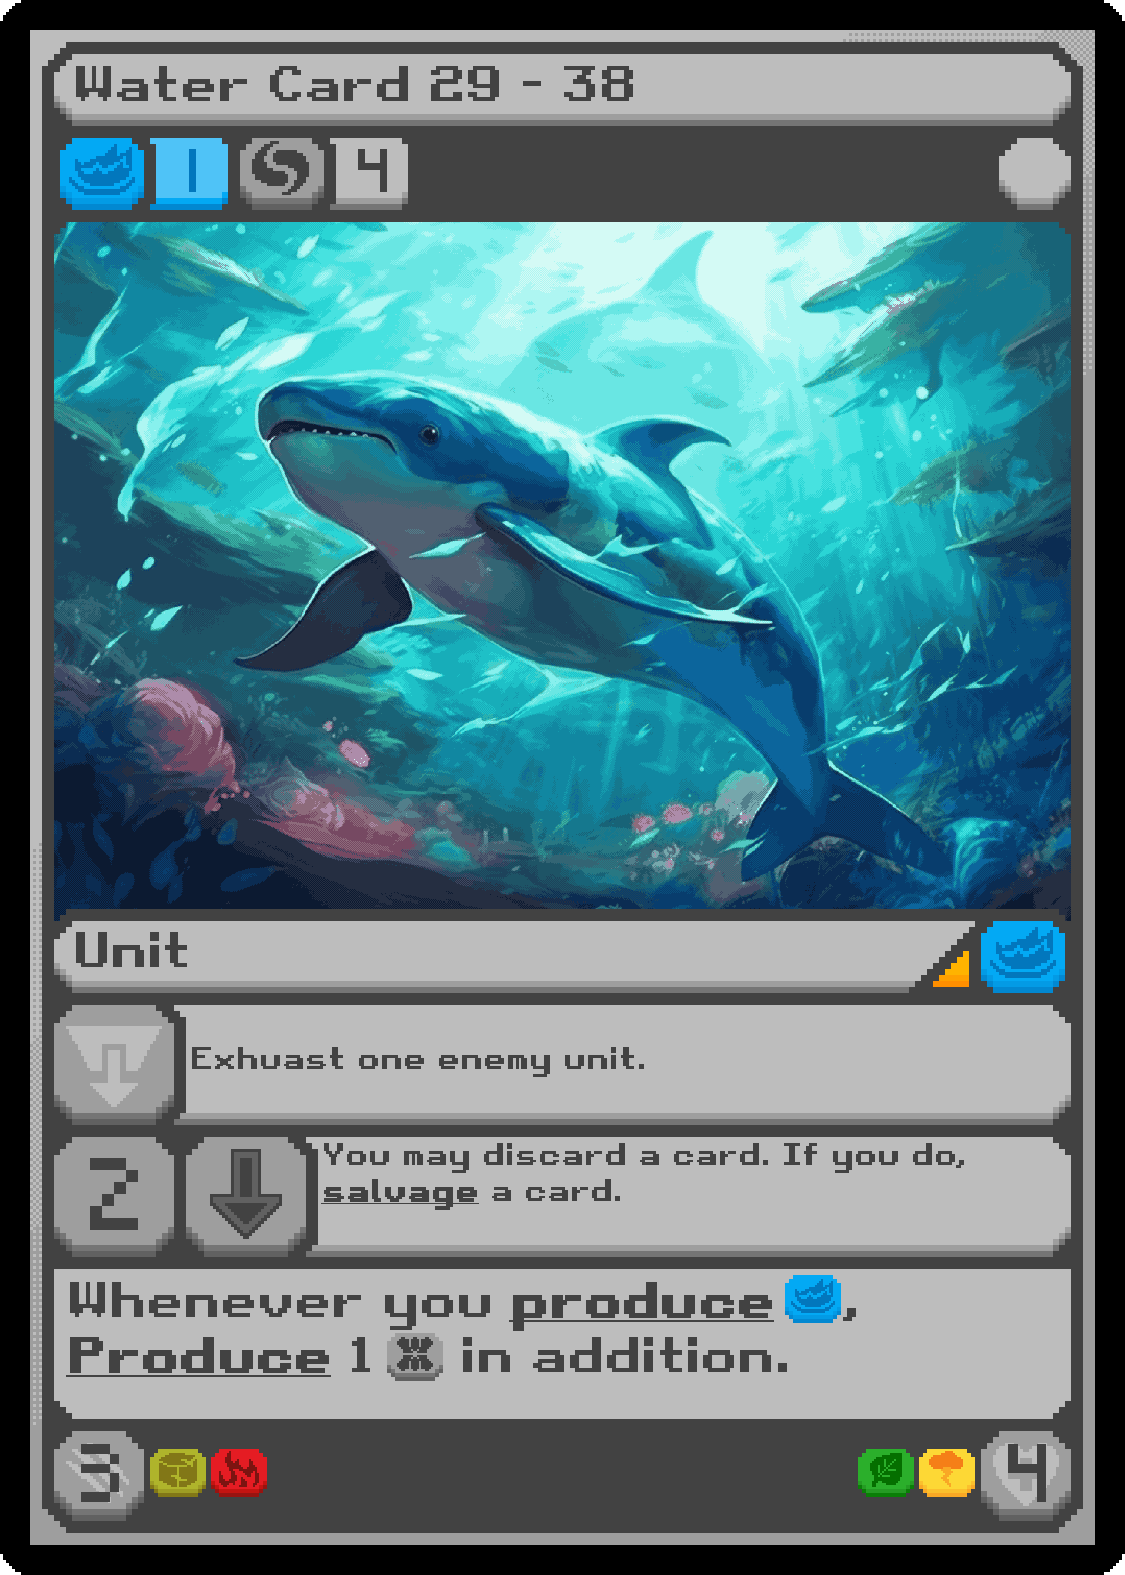 Water Card 29 - 38
1 4
Unit
Exhuast one enemy unit.
2
You may discard a card. If you do,
salvage a card.
Whenever you produce ,
Produce 1 in addition.
3 4